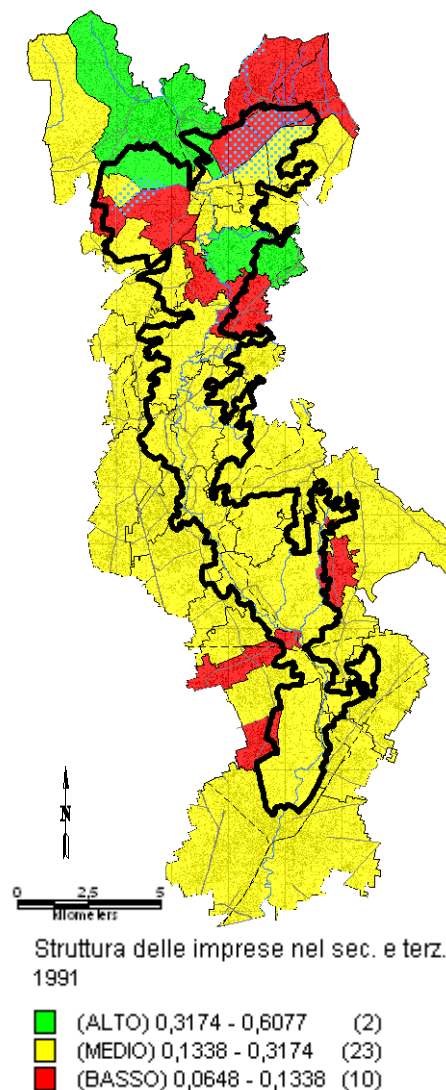 N
0 2,5 5
kilometers
Struttura delle imprese nel sec. e terz.
1991
(ALTO) 0,3174 - 0,6077 (2)
(MEDIO) 0,1338 - 0,3174 (23)
(BASSO) 0,0648 - 0,1338 (10)